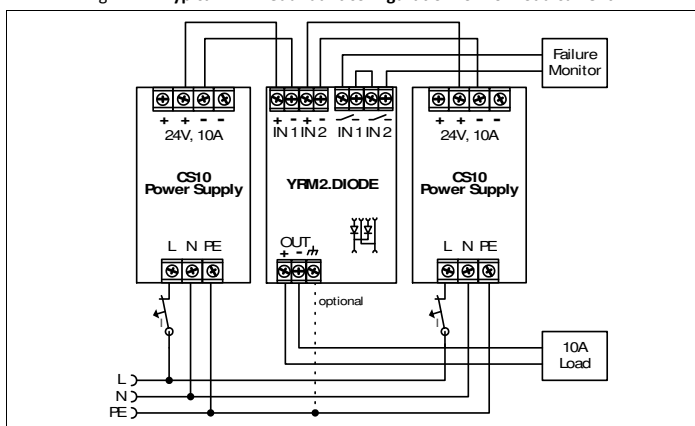 Failure
Monitor
+ + - -
24V, 10A
CS10
Power Supply
L N PE
+ - + -
IN 1 IN 2 IN 1 IN 2
YRM2.DIODE
OUT
+ -
optional
+ + - -
24V, 10A
CS10
Power Supply
L N PE
I
I
10A
Load
L
N
PE